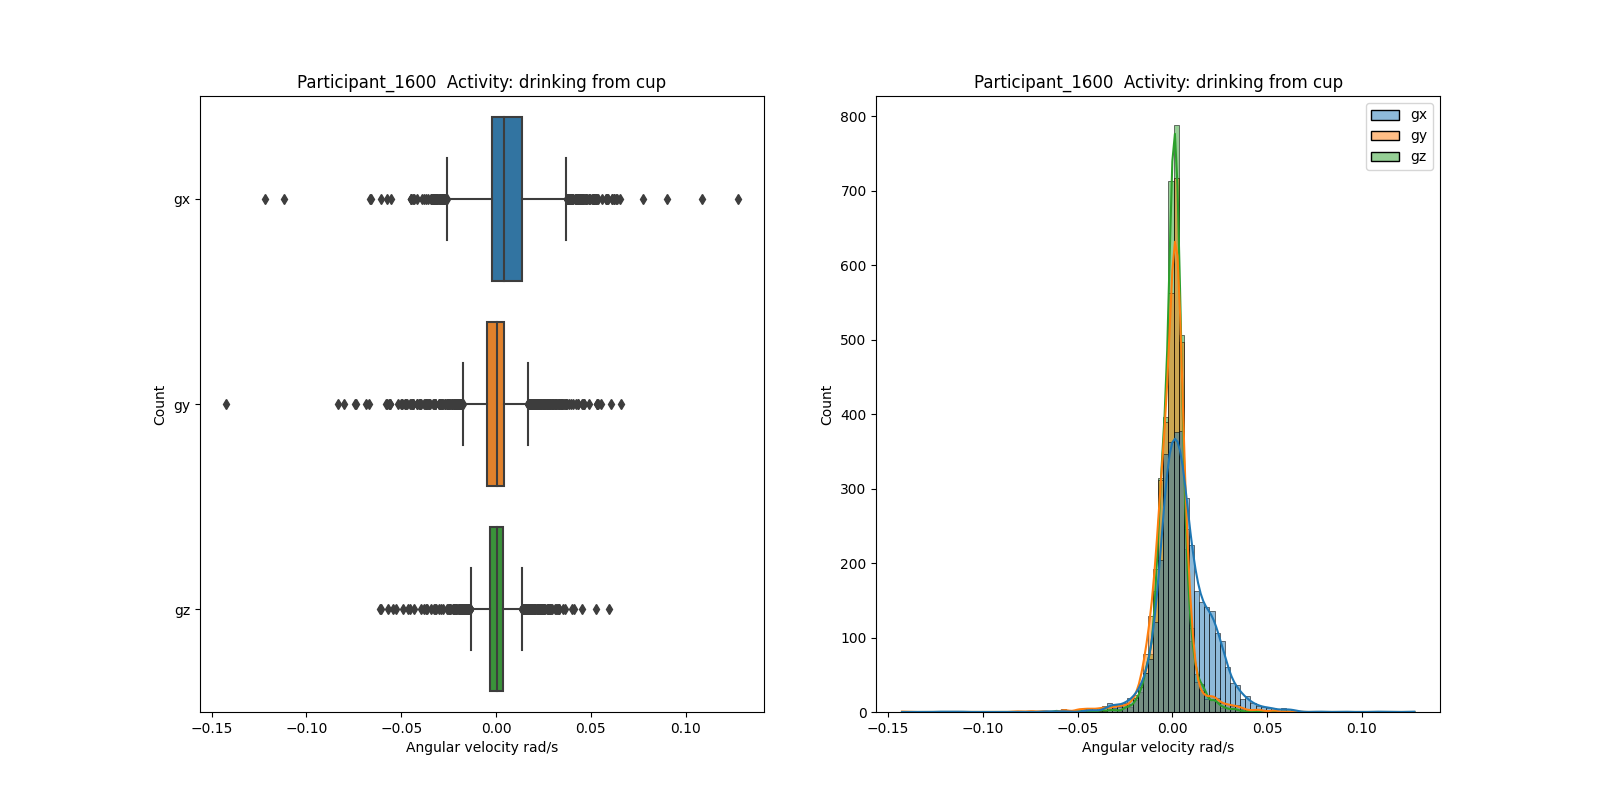 Participant_1600  Activity: drinking from cup
Count
gx
gy
gz
−0.15 −0.10 −0.05 0.00 0.05 0.10
Angular velocity rad/s
Participant_1600  Activity: drinking from cup
gx
gy
gz
Count
800
700
600
500
400
300
200
100
0
−0.15 −0.10 −0.05 0.00 0.05 0.10
Angular velocity rad/s